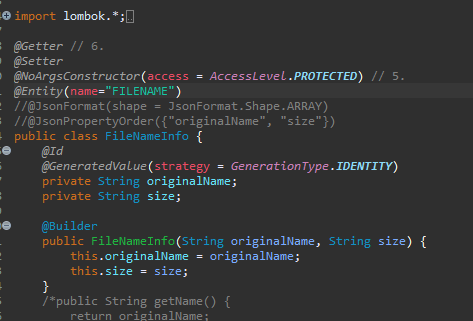 import lombok.*;
@Getter // 6.
@Setter
@NoArgsConstructor(access = AccessLevel.PROTECTED) // 5.
@Entity(name="FILENAME")
//@JsonFormat(shape = JsonFormat.Shape.ARRAY)
//@JsonPropertyOrder({"originalName", "size"})
public class FileNameInfo {
@Id
@GeneratedValue(strategy = GenerationType.IDENTITY)
private String originalName;
private String size;
@Builder
public FileNameInfo(String originalName, String size) {
this.originalName = originalName;
this.size = size;
}
/*public String getName() {
return originalName;